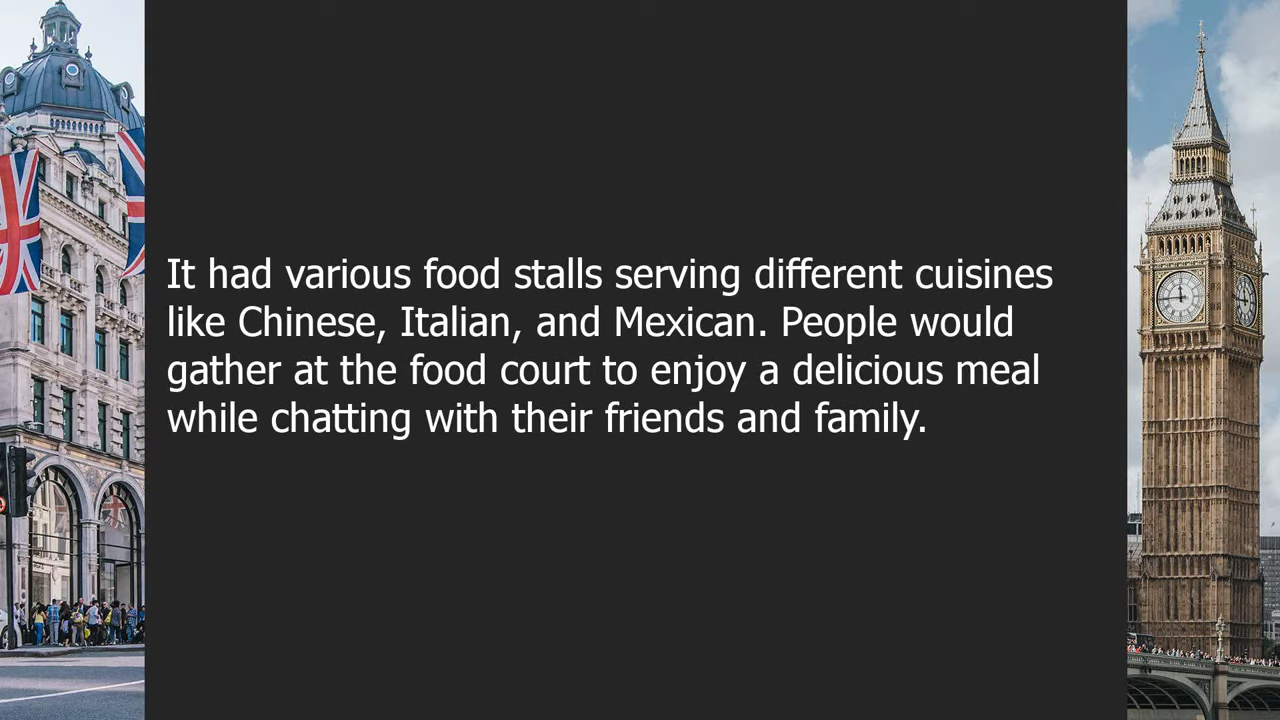 It had various food stalls serving different cuisines
like Chinese, Italian, and Mexican. People would
gather at the food court to enjoy a delicious meal
while chatting with their friends and family.